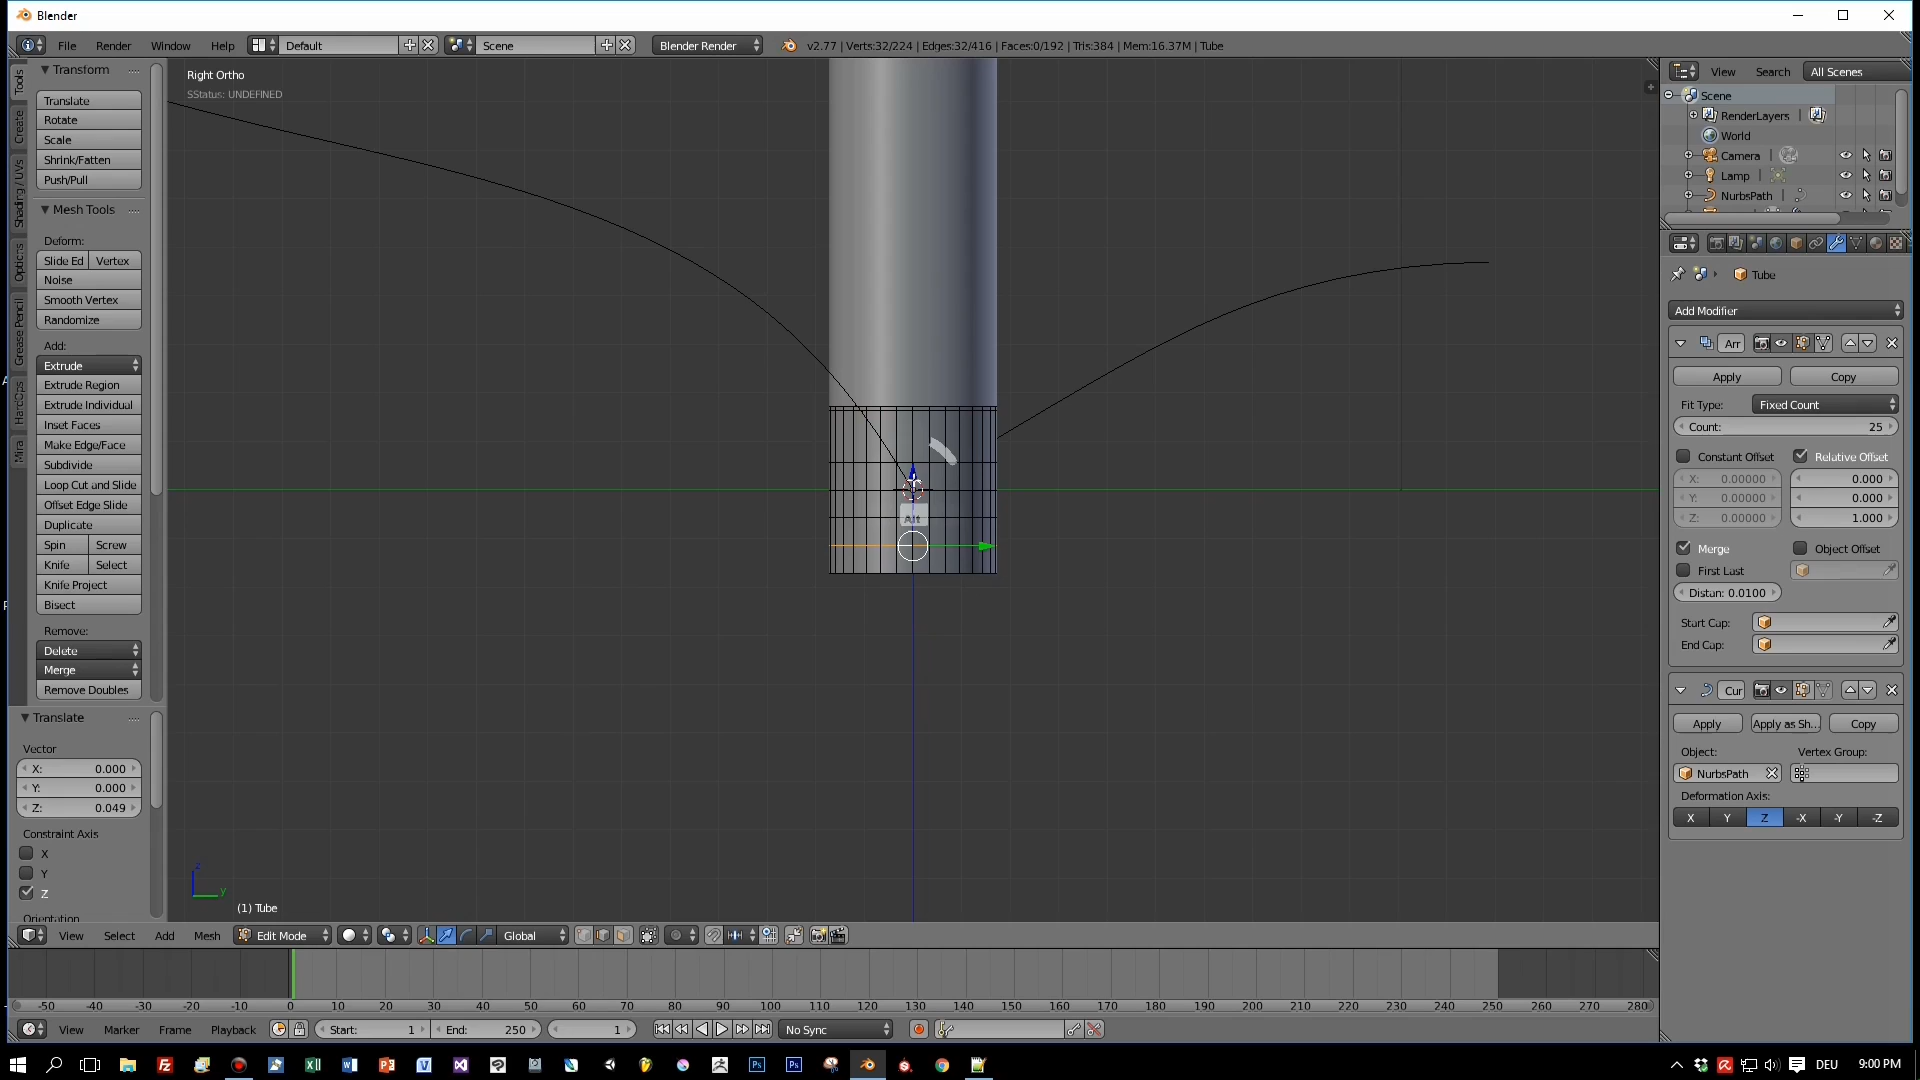 Blender
File Render Window Help Default Scene Blender Render v2.77 | Verts:32/224 | Edges:32/416 | Faces:0/192 | Tris:384 | Mem:16.37M | Tube
Tools
Create
Shading / UVs
Options
Grease Pencil
HardOps
Mira
Transform
Translate
Rotate
Scale
Shrink/Fatten
Push/Pull
Mesh Tools
Deform:
Slide Ed Vertex
Noise
Smooth Vertex
Randomize
Add:
Extrude
Extrude Region
Extrude Individual
Inset Faces
Make Edge/Face
Subdivide
Loop Cut and Slide
Offset Edge Slide
Duplicate
Spin Screw
Knife Select
Knife Project
Bisect
Remove:
Delete
Merge
Remove Doubles
Translate
Vector
X: 0.000
Y: 0.000
Z: 0.049
Constraint Axis
X
Y
Z
Orientation
Right Ortho
SStatus: UNDEFINED
Alt
z
y
(1) Tube
View Select Add Mesh Edit Mode Global
View Search All Scenes
Scene
RenderLayers
World
Camera
Lamp
NurbsPath
Tube
Add Modifier
Arr
Apply Copy
Fit Type: Fixed Count
Count: 25
Constant Offset Relative Offset
X: 0.00000 0.000
Y: 0.00000 0.000
Z: 0.00000 1.000
Merge Object Offset
First Last
Distan: 0.0100
Start Cap:
End Cap:
Cur
Apply Apply as Sh... Copy
Object: Vertex Group:
NurbsPath
Deformation Axis:
X Y Z -X -Y -Z
-50 -40 -30 -20 -10 0 10 20 30 40 50 60 70 80 90 100 110 120 130 140 150 160 170 180 190 200 210 220 230 240 250 260 270 280
View Marker Frame Playback Start: 1 End: 250 1 No Sync
DEU 9:00 PM